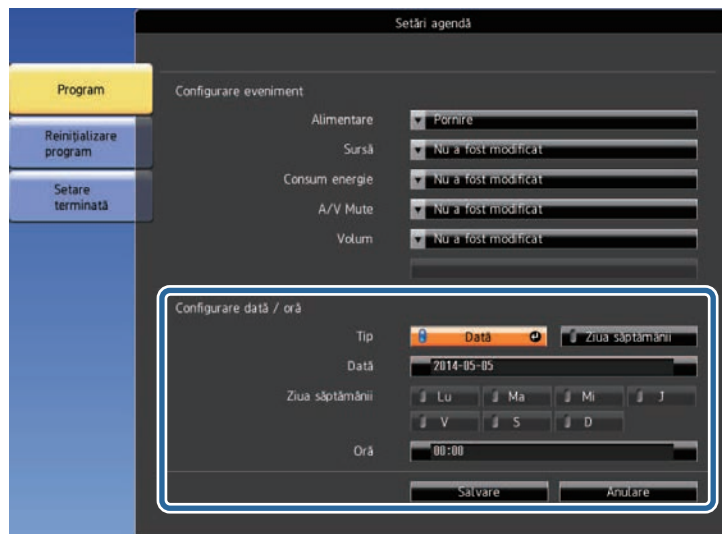 Setări agendă
Program
Reinițializare
program
Setare
terminată
Configurare eveniment
Alimentare Pornire
Sursă Nu a fost modificat
Consum energie Nu a fost modificat
A/V Mute Nu a fost modificat
Volum Nu a fost modificat
Configurare dată / oră
Tip Dată Ziua săptămânii
Dată 2014-05-05
Ziua săptămânii Lu Ma Mi J
V S D
Oră 00:00
Salvare Anulare